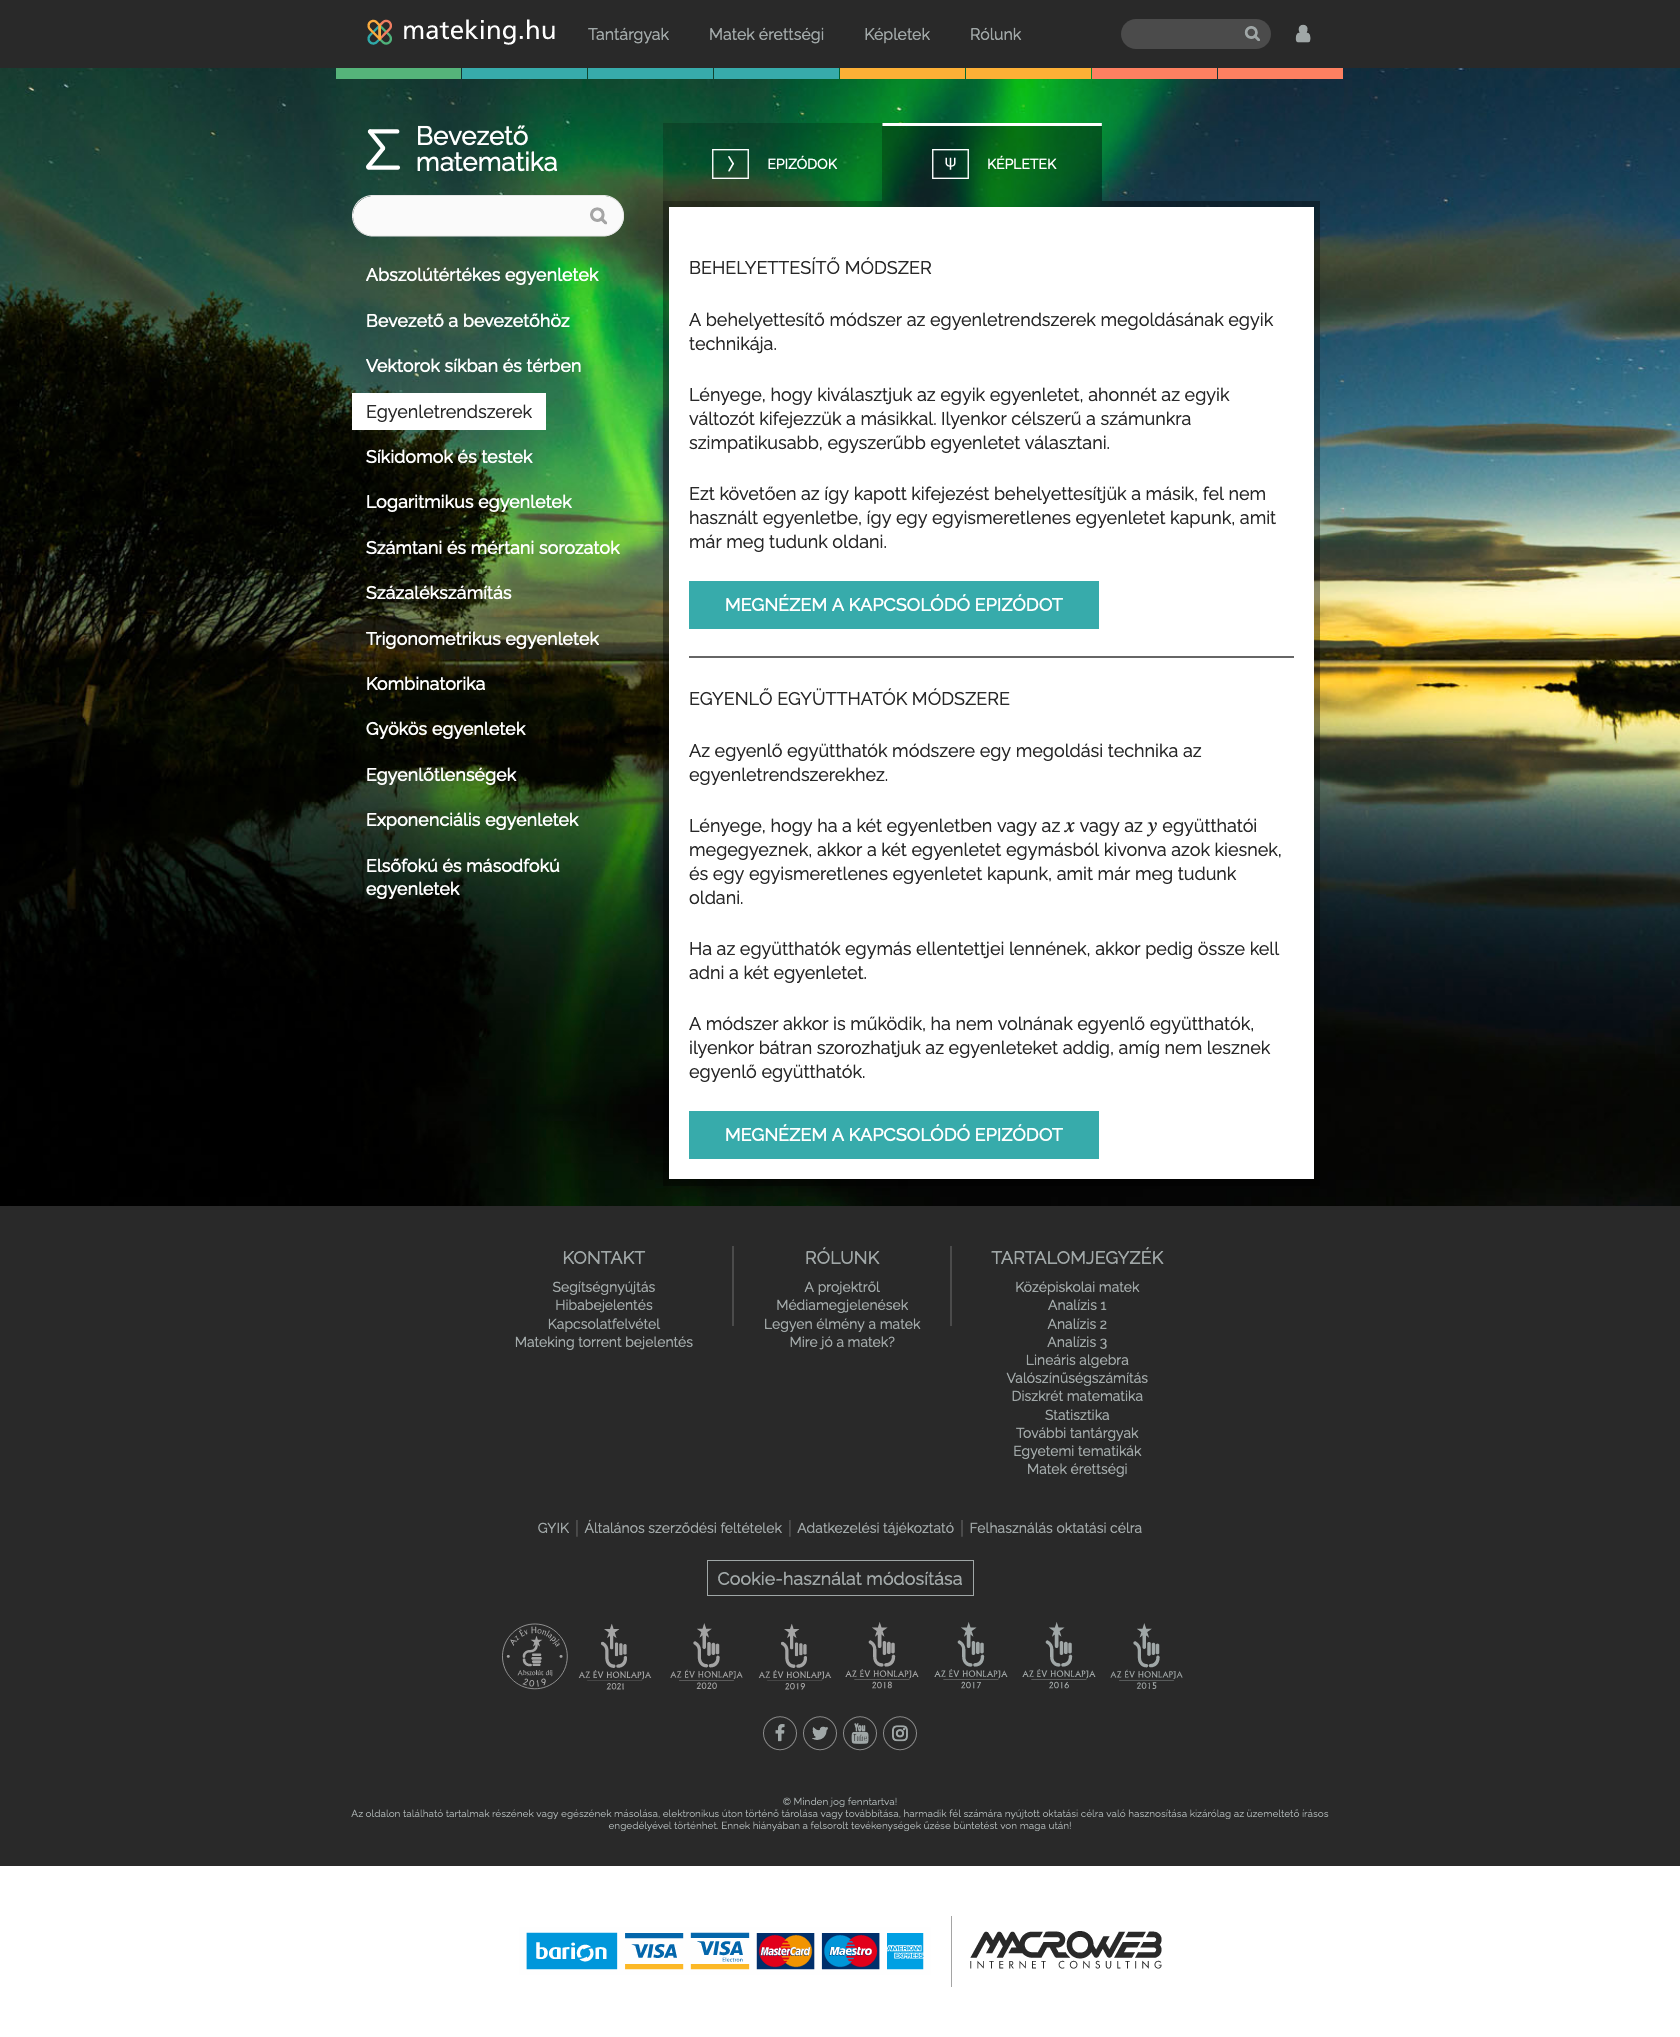 mateking.hu
Tantárgyak
Matek érettségi
Képletek
Rólunk
Bevezető
matematika
EPIZÓDOK
KÉPLETEK
Abszolútértékes egyenletek
Bevezető a bevezetőhöz
Vektorok síkban és térben
Egyenletrendszerek
Síkidomok és testek
Logaritmikus egyenletek
Számtani és mértani sorozatok
Százalékszámítás
Trigonometrikus egyenletek
Kombinatorika
Gyökös egyenletek
Egyenlőtlenségek
Exponenciális egyenletek
Elsőfokú és másodfokú
egyenletek
BEHELYETTESÍTŐ MÓDSZER
A behelyettesítő módszer az egyenletrendszerek megoldásának egyik
technikája.
Lényege, hogy kiválasztjuk az egyik egyenletet, ahonnét az egyik
változót kifejezzük a másikkal. Ilyenkor célszerű a számunkra
szimpatikusabb, egyszerűbb egyenletet választani.
Ezt követően az így kapott kifejezést behelyettesítjük a másik, fel nem
használt egyenletbe, így egy egyismeretlenes egyenletet kapunk, amit
már meg tudunk oldani.
MEGNÉZEM A KAPCSOLÓDÓ EPIZÓDOT
EGYENLŐ EGYÜTTHATÓK MÓDSZERE
Az egyenlő együtthatók módszere egy megoldási technika az
egyenletrendszerekhez.
Lényege, hogy ha a két egyenletben vagy az x vagy az y együtthatói
megegyeznek, akkor a két egyenletet egymásból kivonva azok kiesnek,
és egy egyismeretlenes egyenletet kapunk, amit már meg tudunk
oldani.
Ha az együtthatók egymás ellentettjei lennének, akkor pedig össze kell
adni a két egyenletet.
A módszer akkor is működik, ha nem volnának egyenlő együtthatók,
ilyenkor bátran szorozhatjuk az egyenleteket addig, amíg nem lesznek
egyenlő együtthatók.
MEGNÉZEM A KAPCSOLÓDÓ EPIZÓDOT
KONTAKT
Segítségnyújtás
Hibabejelentés
Kapcsolatfelvétel
Mateking torrent bejelentés
RÓLUNK
A projektről
Médiamegjelenések
Legyen élmény a matek
Mire jó a matek?
TARTALOMJEGYZÉK
Középiskolai matek
Analízis 1
Analízis 2
Analízis 3
Lineáris algebra
Valószínűségszámítás
Diszkrét matematika
Statisztika
További tantárgyak
Egyetemi tematikák
Matek érettségi
GYIK
Általános szerződési feltételek
Adatkezelési tájékoztató
Felhasználás oktatási célra
Cookie-használat módosítása
Az Év Honlapja
Abszolút díj
2019
AZ ÉV HONLAPJA
2021
AZ ÉV HONLAPJA
2020
AZ ÉV HONLAPJA
2019
AZ ÉV HONLAPJA
2018
AZ ÉV HONLAPJA
2017
AZ ÉV HONLAPJA
2016
AZ ÉV HONLAPJA
2015
You
Tube
© Minden jog fenntartva!
Az oldalon található tartalmak részének vagy egészének másolása, elektronikus úton történő tárolása vagy továbbítása, harmadik fél számára nyújtott oktatási célra való hasznosítása kizárólag az üzemeltető írásos
engedélyével történhet. Ennek hiányában a felsorolt tevékenységek űzése büntetést von maga után!
barion
VISA
VISA
Electron
MasterCard
Maestro
AMERICAN
EXPRESS
MACROWEB
INTERNET CONSULTING